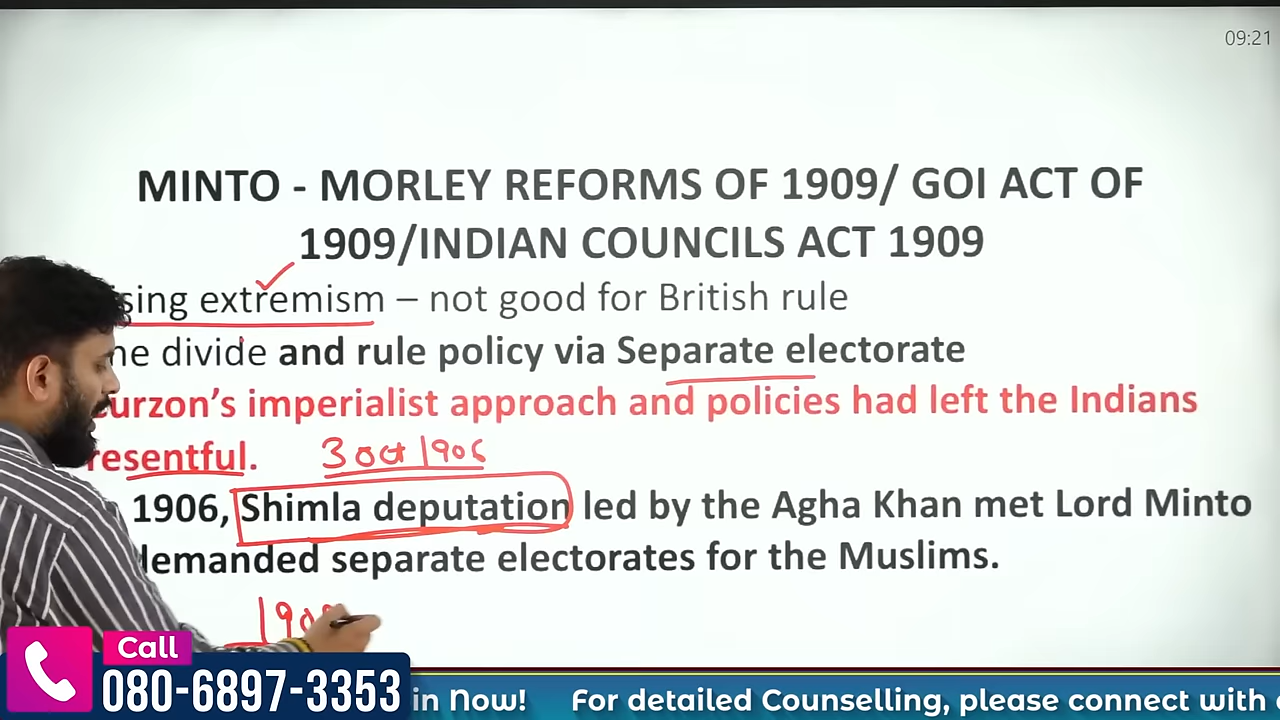 09:21
MINTO - MORLEY REFORMS OF 1909/ GOI ACT OF
1909/INDIAN COUNCILS ACT 1909
sing extremism – not good for British rule
ne divide and rule policy via Separate electorate
urzon's imperialist approach and policies had left the Indians
resentful.
3 oct 1906
1906, Shimla deputation led by the Agha Khan met Lord Minto
demanded separate electorates for the Muslims.
Call
080-6897-3353
in Now! For detailed Counselling, please connect with